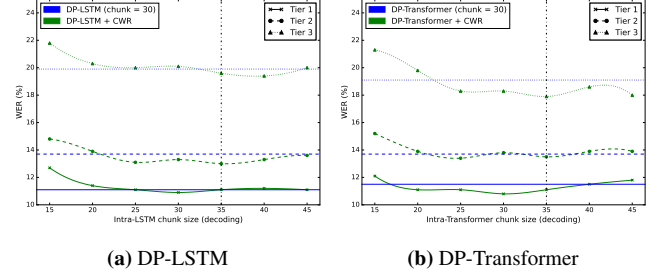 DP-LSTM (chunk = 30)
DP-LSTM + CWR
Tier 1
Tier 2
Tier 3
WER (%)
24
22
20
18
16
14
12
10
15 20 25 30 35 40 45
Intra-LSTM chunk size (decoding)
(a) DP-LSTM
DP-Transformer (chunk = 30)
DP-Transformer + CWR
Tier 1
Tier 2
Tier 3
WER (%)
24
22
20
18
16
14
12
10
15 20 25 30 35 40 45
Intra-Transformer chunk size (decoding)
(b) DP-Transformer